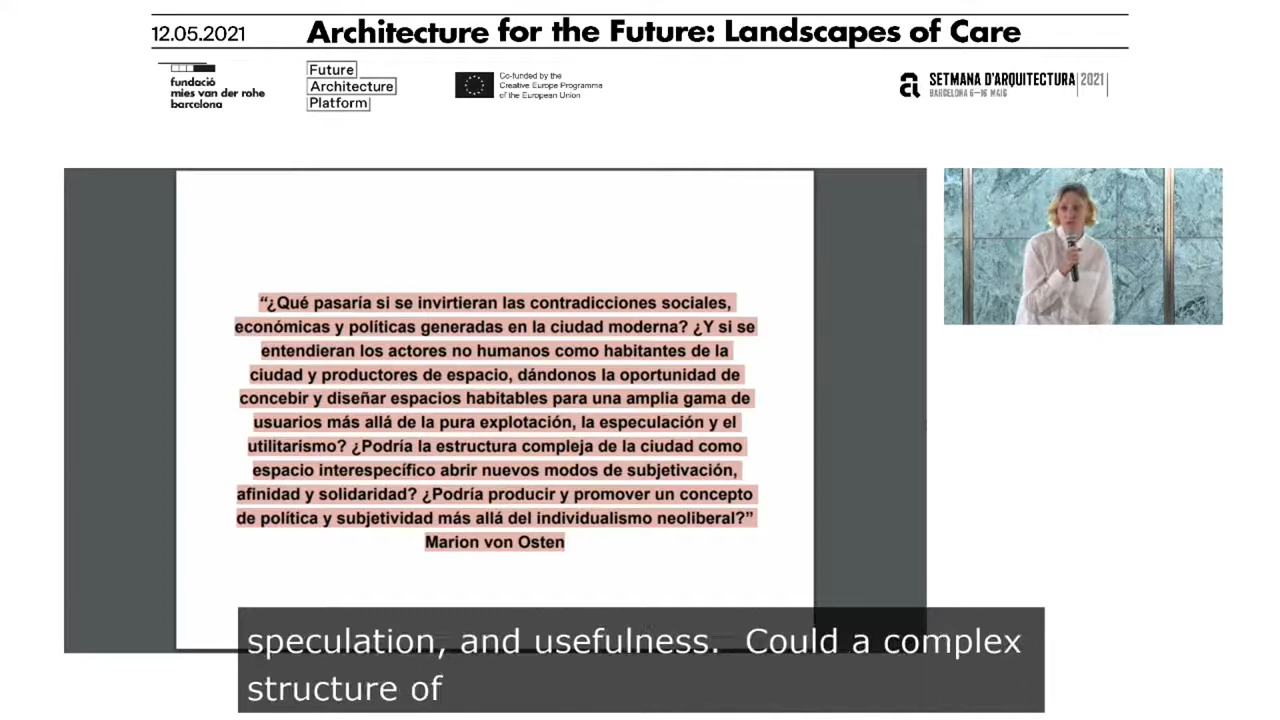 12.05.2021
Architecture for the Future: Landscapes of Care
fundació
mies van der rohe
barcelona
Future
Architecture
Platform
Co-funded by the
Creative Europe Programme
of the European Union
SETMANA D'ARQUITECTURA 2021
BARCELONA 6–16 MAIG
“¿Qué pasaría si se invirtieran las contradicciones sociales,
económicas y políticas generadas en la ciudad moderna? ¿Y si se
entendieran los actores no humanos como habitantes de la
ciudad y productores de espacio, dándonos la oportunidad de
concebir y diseñar espacios habitables para una amplia gama de
usuarios más allá de la pura explotación, la especulación y el
utilitarismo? ¿Podría la estructura compleja de la ciudad como
espacio interespecífico abrir nuevos modos de subjetivación,
afinidad y solidaridad? ¿Podría producir y promover un concepto
de política y subjetividad más allá del individualismo neoliberal?”
Marion von Osten
speculation, and usefulness.  Could a complex
structure of